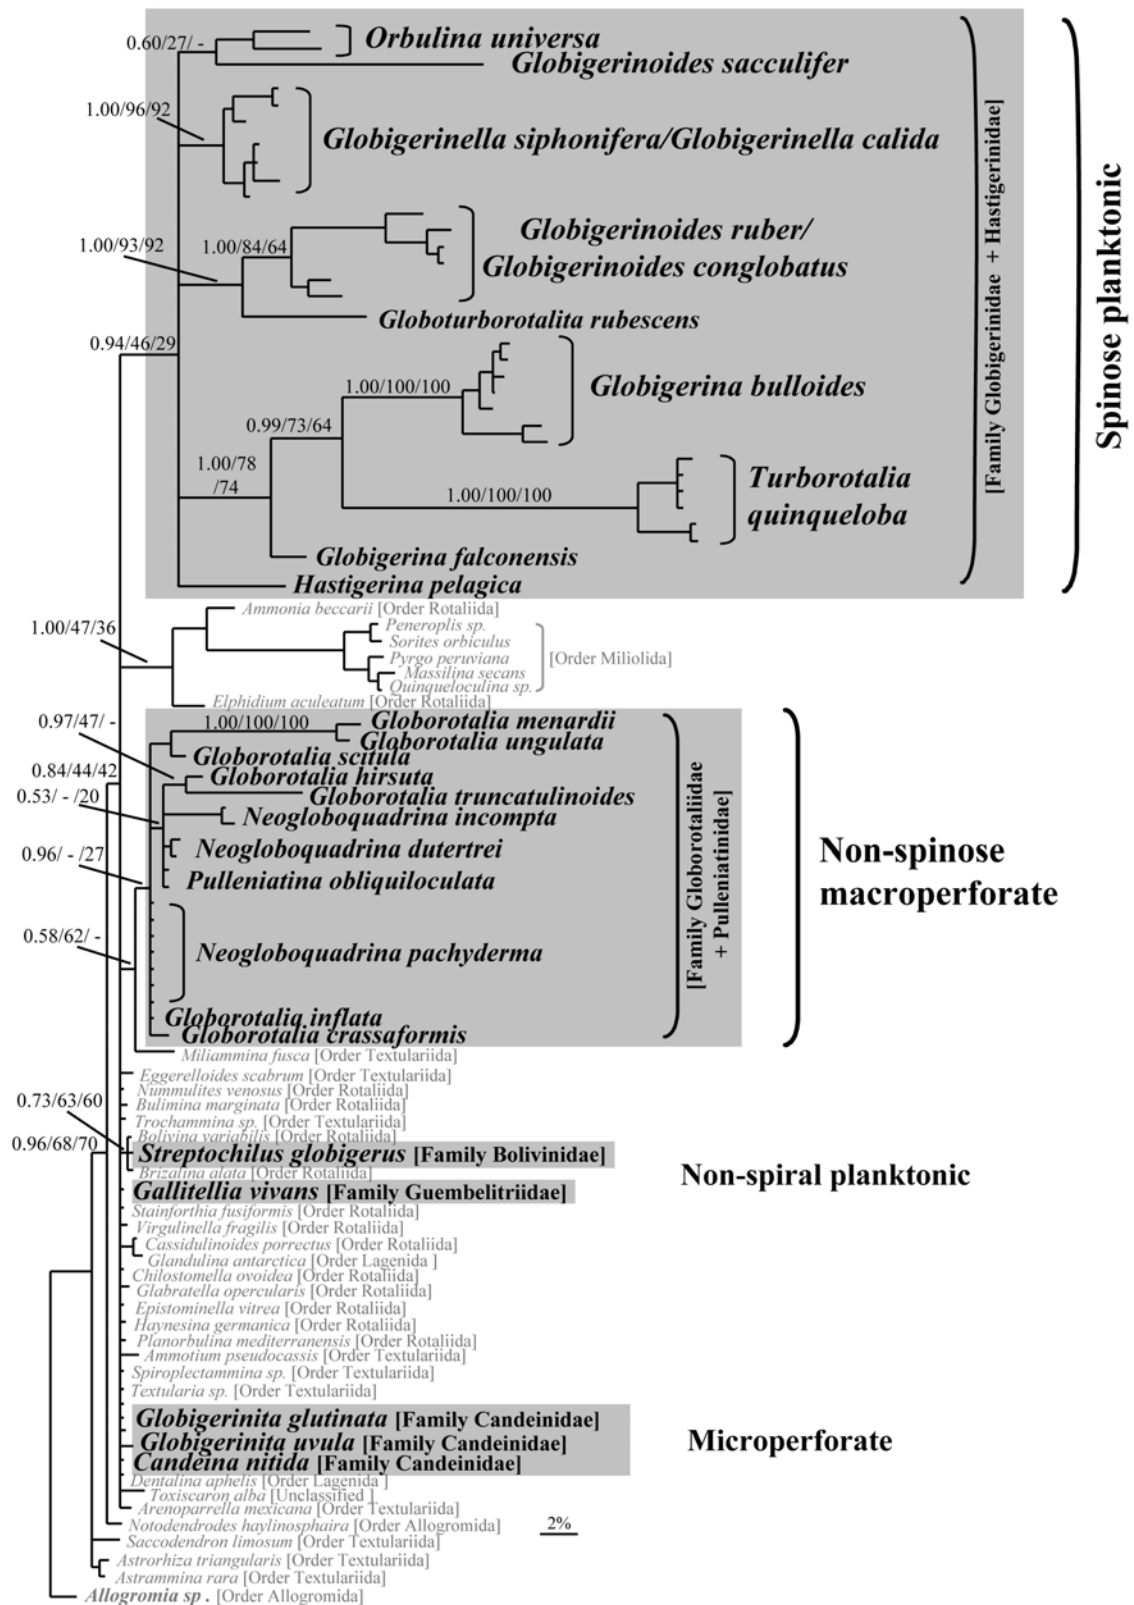 0.60/27/ -
Orbulina universa
Globigerinoides sacculifer
1.00/96/92
Globigerinella siphonifera/Globigerinella calida
1.00/93/92
1.00/84/64
Globigerinoides ruber/
Globigerinoides conglobatus
Globoturborotalita rubescens
0.94/46/29
1.00/100/100
Globigerina bulloides
0.99/73/64
1.00/78
/74
1.00/100/100
Turborotalia
quinqueloba
Globigerina falconensis
Hastigerina pelagica
[Family Globigerinidae + Hastigerinidae]
Spinose planktonic
Ammonia beccarii [Order Rotaliida]
1.00/47/36
Peneroplis sp.
Sorites orbiculus
Pyrgo peruviana
Massilina secans
Quinqueloculina sp.
[Order Miliolida]
Elphidium aculeatum [Order Rotaliida]
0.97/47/ -
1.00/100/100
Globorotalia menardii
Globorotalia ungulata
Globorotalia scitula
0.84/44/42
Globorotalia hirsuta
0.53/ - /20
Globorotalia truncatulinoides
Neogloboquadrina incompta
0.96/ - /27
Neogloboquadrina dutertrei
Pulleniatina obliquiloculata
0.58/62/ -
Neogloboquadrina pachyderma
Globorotalia inflata
Globorotalia crassaformis
[Family Globorotaliidae
+ Pulleniatinidae]
Non-spinose
macroperforate
Miliammina fusca [Order Textulariida]
Eggerelloides scabrum [Order Textulariida]
Nummulites venosus [Order Rotaliida]
0.73/63/60
Bulimina marginata [Order Rotaliida]
Trochammina sp. [Order Textulariida]
0.96/68/70
Bolivina variabilis [Order Rotaliida]
Streptochilus globigerus [Family Bolivinidae]
Brizalina alata [Order Rotaliida]
Non-spiral planktonic
Gallitellia vivans [Family Guembelitriidae]
Stainforthia fusiformis [Order Rotaliida]
Virgulinella fragilis [Order Rotaliida]
Cassidulinoides porrectus [Order Rotaliida]
Glandulina antarctica [Order Lagenida ]
Chilostomella ovoidea [Order Rotaliida]
Glabratella opercularis [Order Rotaliida]
Epistominella vitrea [Order Rotaliida]
Haynesina germanica [Order Rotaliida]
Planorbulina mediterranensis [Order Rotaliida]
Ammotium pseudocassis [Order Textulariida]
Spiroplectammina sp. [Order Textulariida]
Textularia sp. [Order Textulariida]
Globigerinita glutinata [Family Candeinidae]
Globigerinita uvula [Family Candeinidae]
Candeina nitida [Family Candeinidae]
Microperforate
Dentalina aphelis [Order Lagenida ]
Toxiscaron alba [Unclassified ]
Arenoparrella mexicana [Order Textulariida]
Notodendrodes haylinosphaira [Order Allogromida]
2%
Saccodendron limosum [Order Textulariida]
Astrorhiza triangularis [Order Textulariida]
Astrammina rara [Order Textulariida]
Allogromia sp . [Order Allogromida]